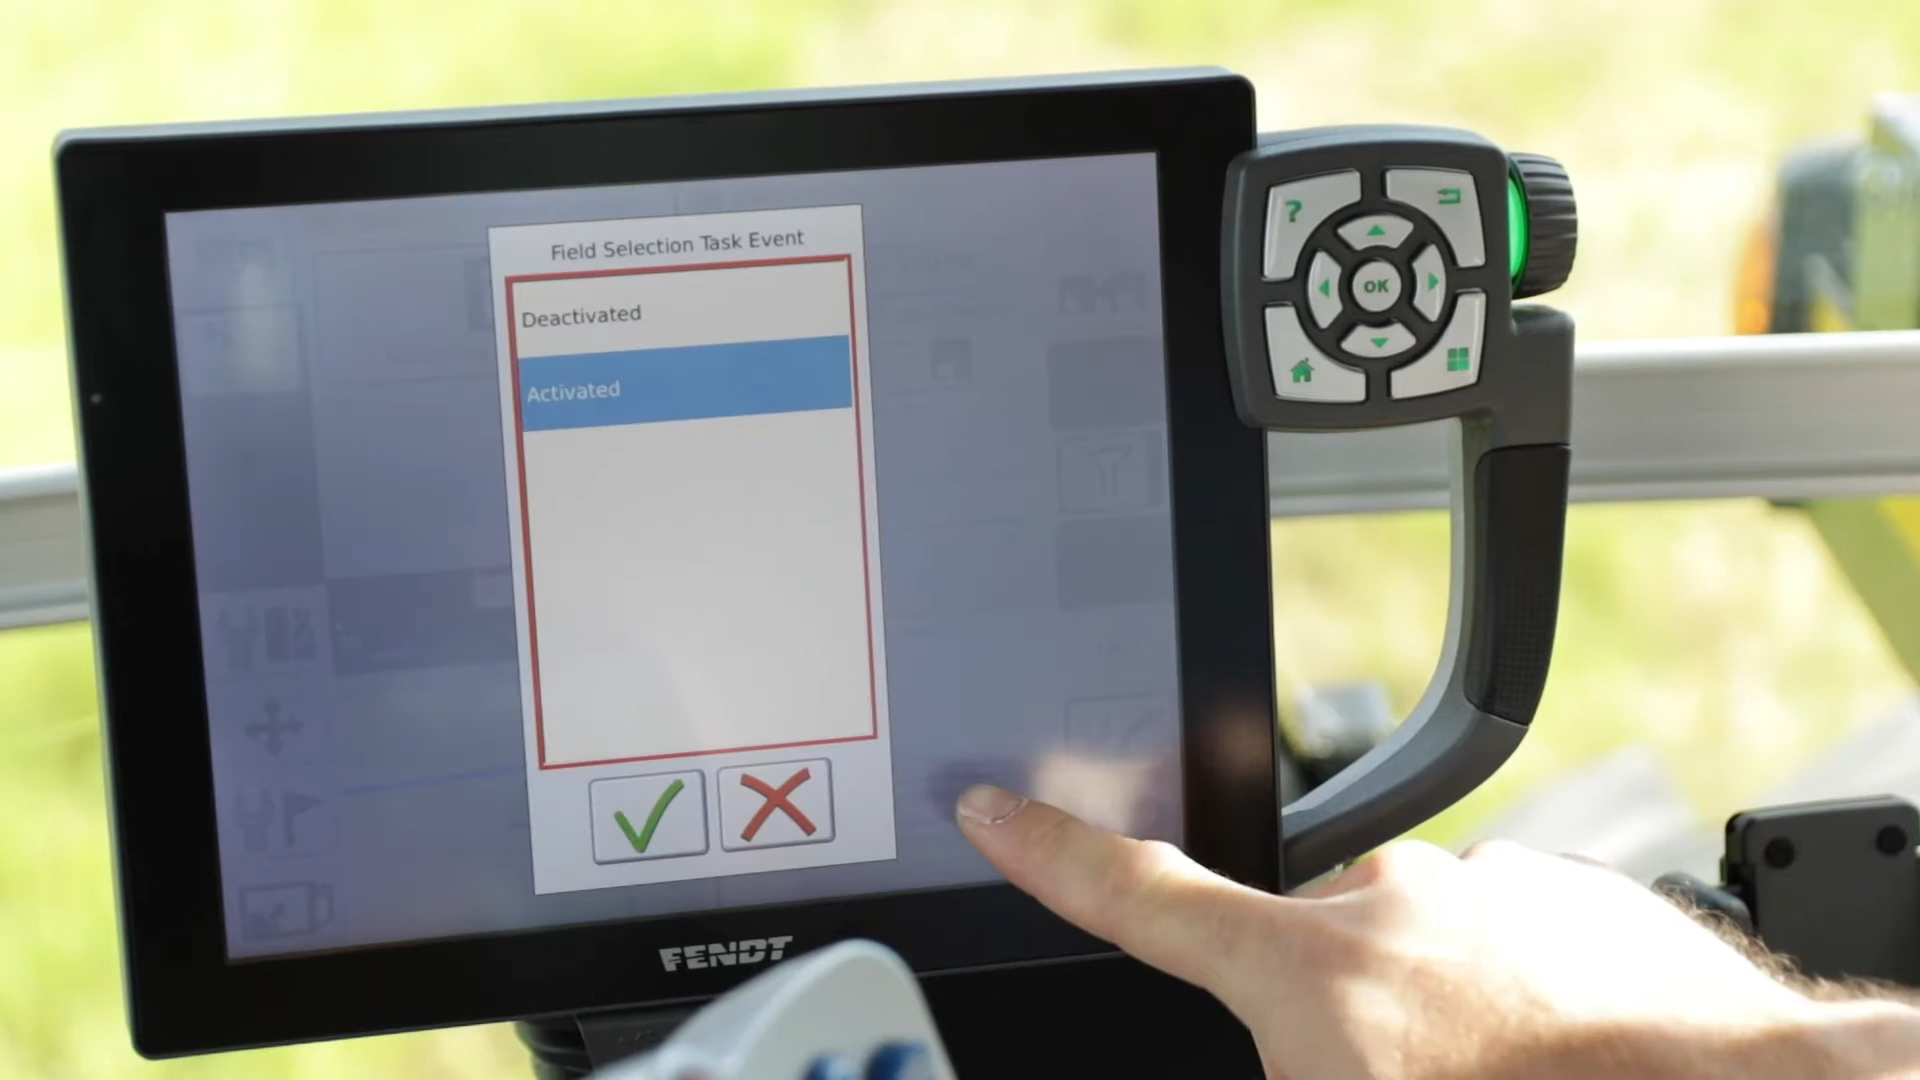 Field Selection Task Event
Deactivated
Activated
?
OK
FENDT